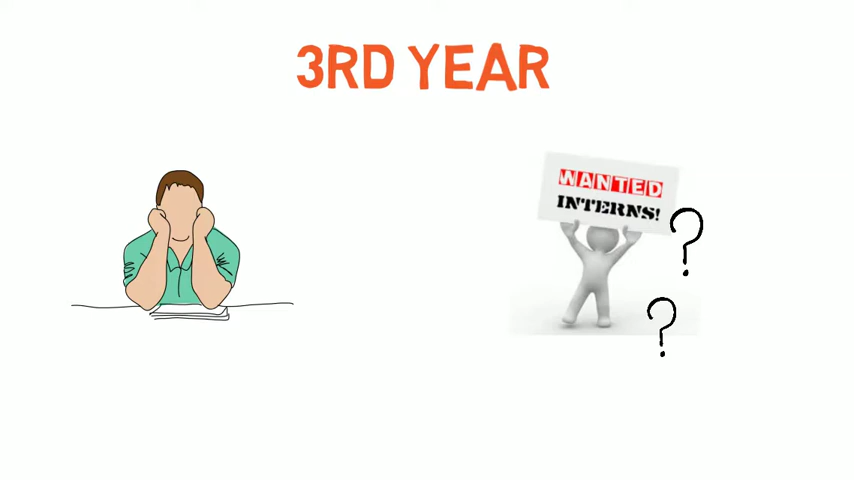 3RD YEAR
WANTED
INTERNS!
?
?